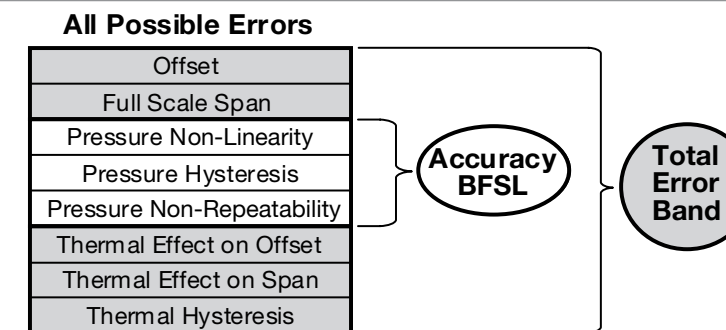 All Possible Errors
Offset
Full Scale Span
Pressure Non-Linearity
Pressure Hysteresis
Pressure Non-Repeatability
Thermal Effect on Offset
Thermal Effect on Span
Thermal Hysteresis
Accuracy
BFSL
Total
Error
Band